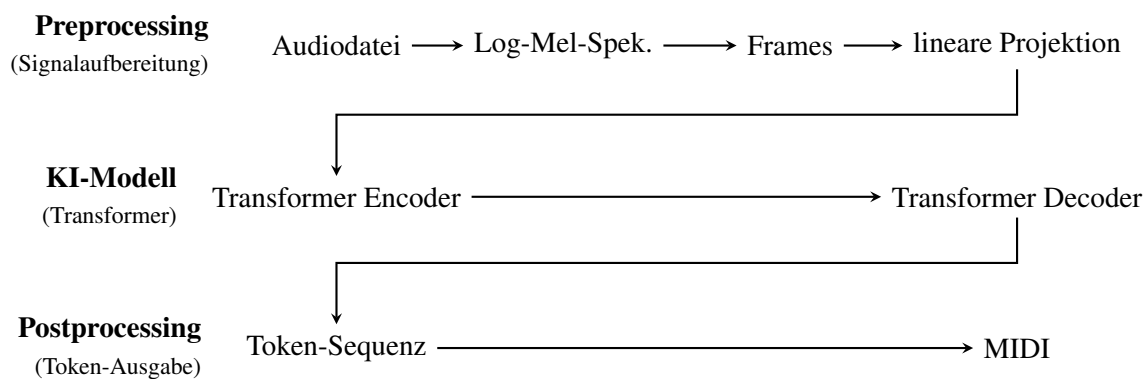 Preprocessing
(Signalaufbereitung)
Audiodatei
Log-Mel-Spek.
Frames
lineare Projektion
KI-Modell
(Transformer)
Transformer Encoder
Transformer Decoder
Postprocessing
(Token-Ausgabe)
Token-Sequenz
MIDI